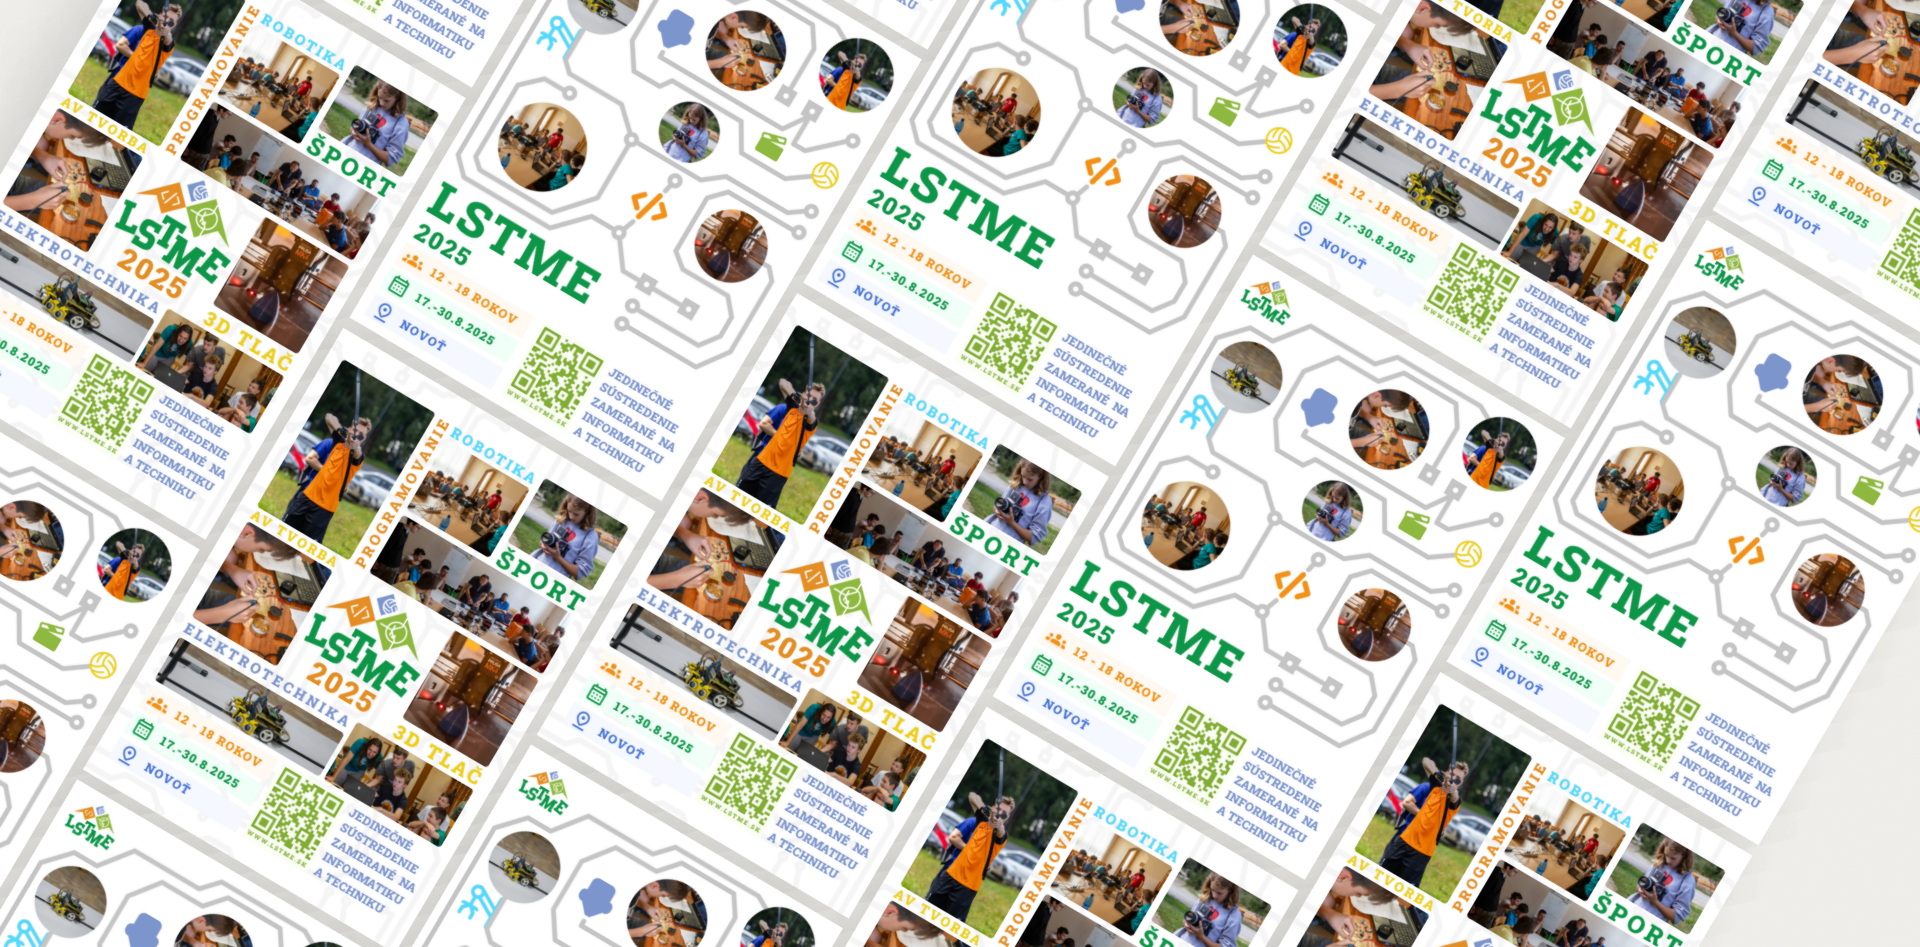 PROGRAMOVANIE
ROBOTIKA
AV TVORBA
ŠPORT
LSTME
2025
ELEKTROTECHNIKA
3D TLAČ
12 - 18 ROKOV
17.-30.8.2025
NOVOŤ
WWW.LSTME.SK
JEDINEČNÉ
SÚSTREDENIE
ZAMERANÉ NA
INFORMATIKU
A TECHNIKU
LSTME
LSTME
2025
12 - 18 ROKOV
17.-30.8.2025
NOVOŤ
WWW.LSTME.SK
JEDINEČNÉ
SÚSTREDENIE
ZAMERANÉ NA
INFORMATIKU
A TECHNIKU